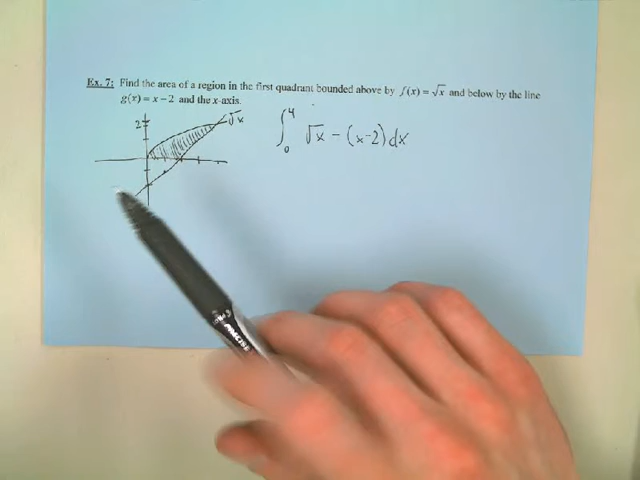 Ex. 7: Find the area of a region in the first quadrant bounded above by f(x) = √x and below by the line
g(x) = x − 2 and the x-axis.
2 √x
∫₀⁴ √x − (x-2)dx